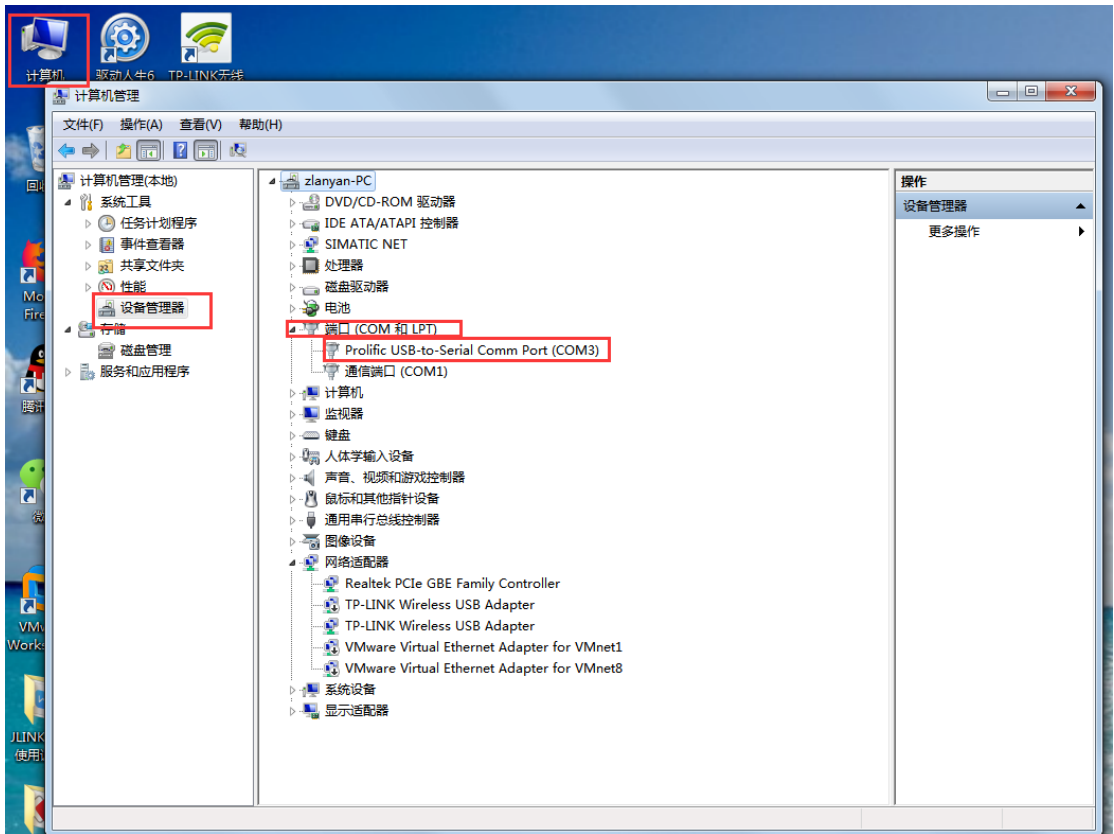 计算机
驱动人生6
TP-LINK无线
计算机管理
文件(F) 操作(A) 查看(V) 帮助(H)
计算机管理(本地)
系统工具
任务计划程序
事件查看器
共享文件夹
性能
设备管理器
存储
磁盘管理
服务和应用程序
zlanyan-PC
DVD/CD-ROM 驱动器
IDE ATA/ATAPI 控制器
SIMATIC NET
处理器
磁盘驱动器
电池
端口 (COM 和 LPT)
Prolific USB-to-Serial Comm Port (COM3)
通信端口 (COM1)
计算机
监视器
键盘
人体学输入设备
声音、视频和游戏控制器
鼠标和其他指针设备
通用串行总线控制器
图像设备
网络适配器
Realtek PCIe GBE Family Controller
TP-LINK Wireless USB Adapter
TP-LINK Wireless USB Adapter
VMware Virtual Ethernet Adapter for VMnet1
VMware Virtual Ethernet Adapter for VMnet8
系统设备
显示适配器
操作
设备管理器
更多操作
回
Mo
Fire
腾
VM
Works
JLINK
使用